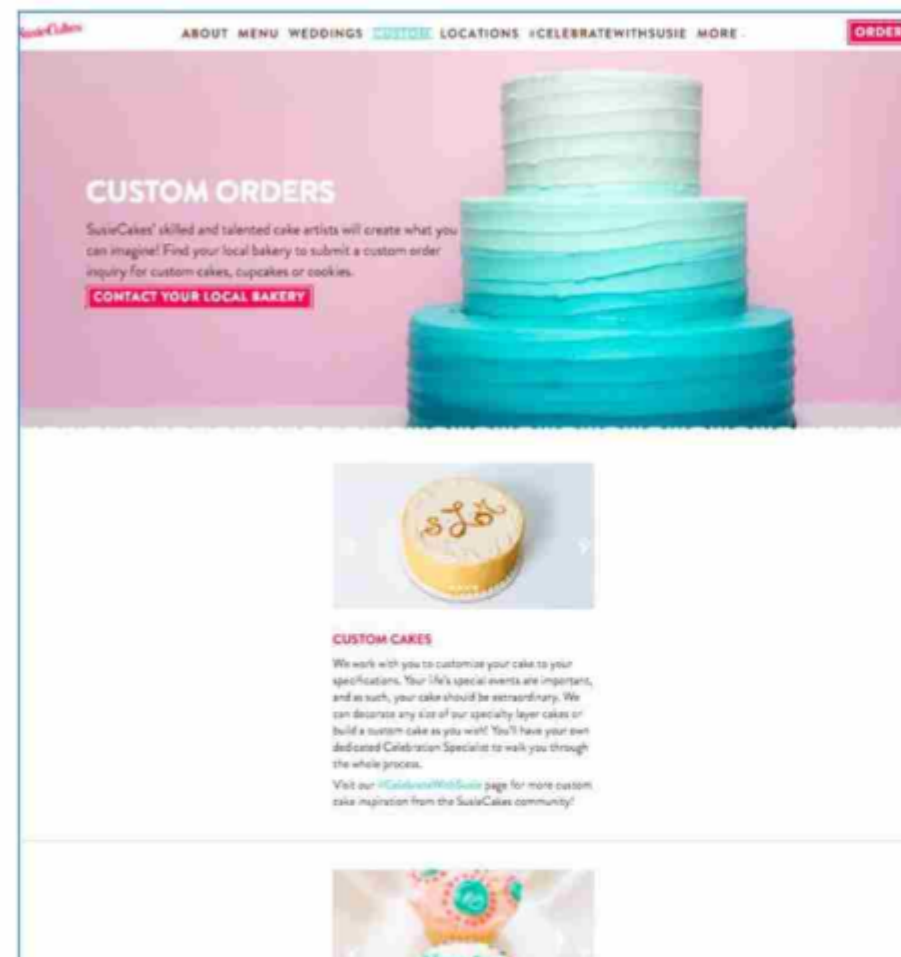 SusieCakes
ABOUT MENU WEDDINGS CUSTOM LOCATIONS #CELEBRATEWITHSUSIE MORE
ORDER
CUSTOM ORDERS
SusieCakes' skilled and talented cake artists will create what you
can imagine! Find your local bakery to submit a custom order
inquiry for custom cakes, cupcakes or cookies.
CONTACT YOUR LOCAL BAKERY
CUSTOM CAKES
We work with you to customize your cake to your
specifications. Your life's special events are important,
and as such, your cake should be extraordinary. We
can decorate any size of our specialty layer cakes or
build a custom cake as you wish! You'll have your own
dedicated Celebration Specialist to walk you through
the whole process.
Visit our #CelebrateWithSusie page for more custom
cake inspiration from the SusieCakes community!